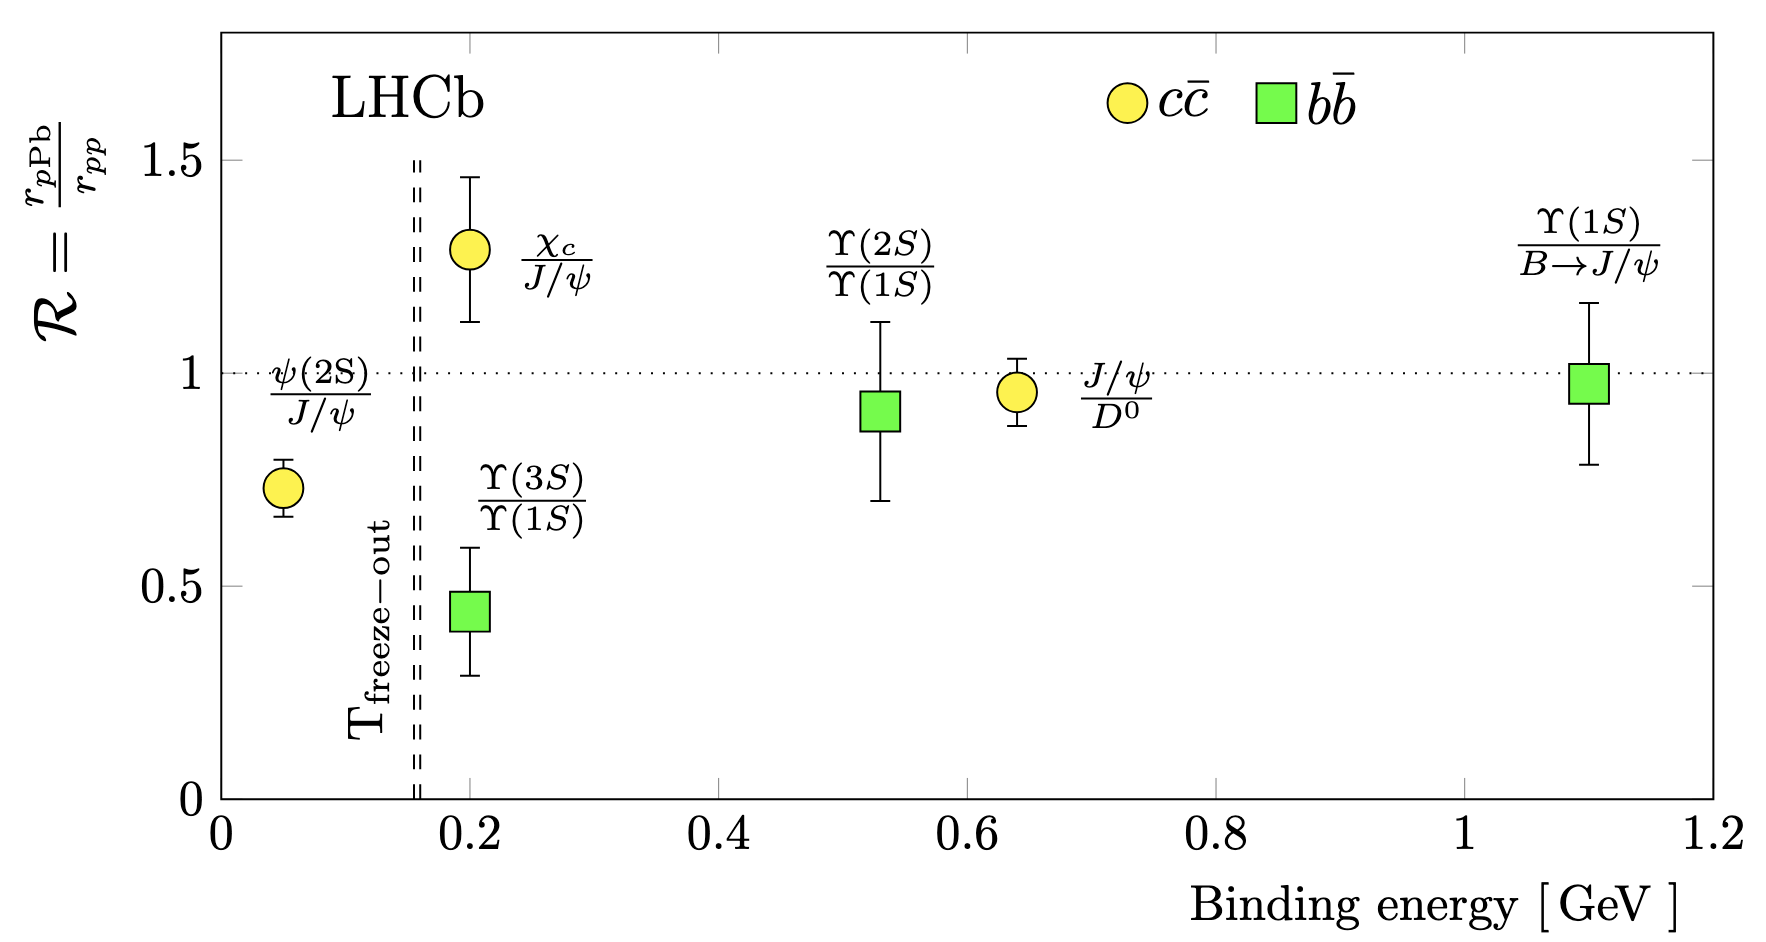 LHCb
cc̄
bb̄
R = r_pPb / r_pp
1.5
1
0.5
0
χc
J/ψ
ψ(2S)
J/ψ
Υ(2S)
Υ(1S)
J/ψ
D⁰
Υ(1S)
B→J/ψ
Υ(3S)
Υ(1S)
T_freeze−out
0 0.2 0.4 0.6 0.8 1 1.2
Binding energy [ GeV ]